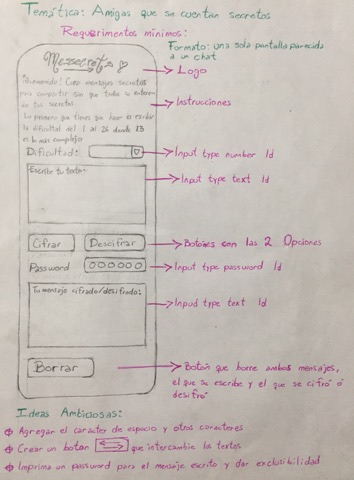 Temática: Amigas que se cuentan secretos
Requerimientos mínimos:
Formato: una sola pantalla parecida
a un chat
Messecret
Logo
¡Bienvenido! Crea mensajes secretos
para compartir sin que nadie se entere
de tus secretos
Instrucciones
Lo primero que tienes que hacer es escribir
la dificultad del 1 al 26 donde 13
es la más compleja
Dificultad:
Input type number Id
Escribe tu texto:
Input type text Id
Cifrar
Descifrar
Botones con las 2 Opciones
Password
Input type password Id
Tu mensaje cifrado/descifrado:
Inpud type text Id
Borrar
Botón que borre ambos mensajes,
el que se escribe y el que se cifró o
desifró
Ideas Ambiciosas:
Agregar el caracter de espacio y otros caracteres
Crear un boton que intercambie los textos
Imprima un password para el mensaje escrito y dar exclusibilidad